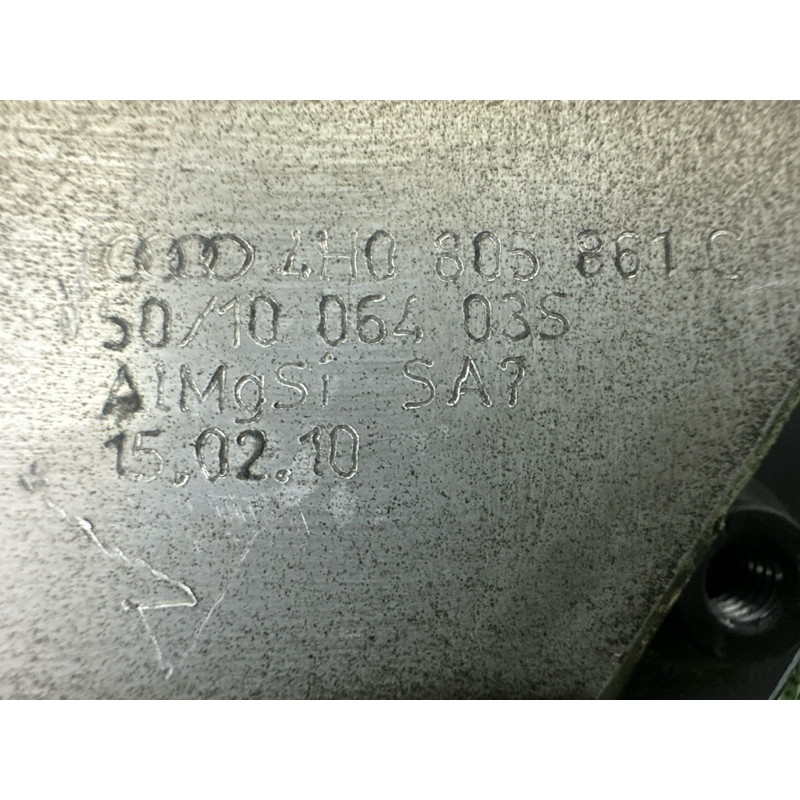 4H0 805 861 C
50/10 064 03S
AlMgSi SA7
15.02.10